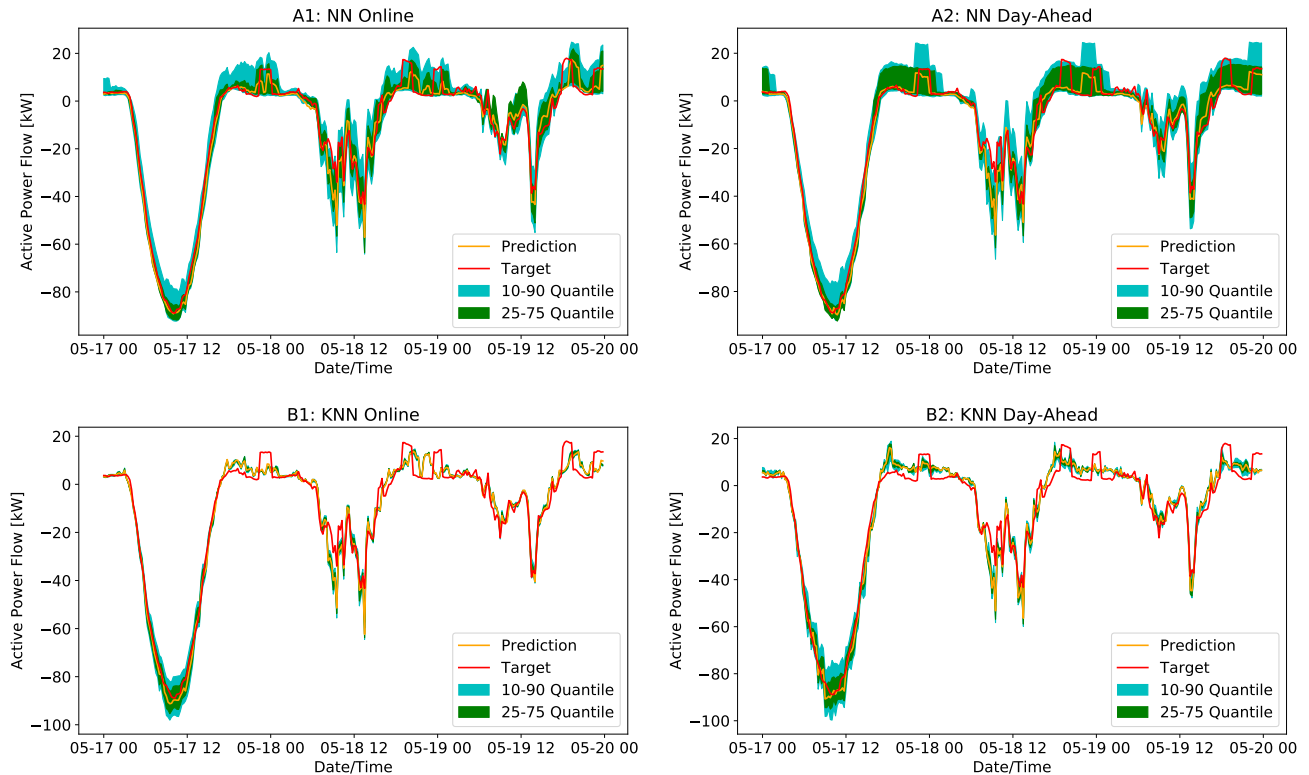 A1: NN Online
Active Power Flow [kW]
20
0
−20
−40
−60
−80
Prediction
Target
10-90 Quantile
25-75 Quantile
05-17 00 05-17 12 05-18 00 05-18 12 05-19 00 05-19 12 05-20 00
Date/Time
A2: NN Day-Ahead
Active Power Flow [kW]
20
0
−20
−40
−60
−80
Prediction
Target
10-90 Quantile
25-75 Quantile
05-17 00 05-17 12 05-18 00 05-18 12 05-19 00 05-19 12 05-20 00
Date/Time
B1: KNN Online
Active Power Flow [kW]
20
0
−20
−40
−60
−80
−100
Prediction
Target
10-90 Quantile
25-75 Quantile
05-17 00 05-17 12 05-18 00 05-18 12 05-19 00 05-19 12 05-20 00
Date/Time
B2: KNN Day-Ahead
Active Power Flow [kW]
20
0
−20
−40
−60
−80
−100
Prediction
Target
10-90 Quantile
25-75 Quantile
05-17 00 05-17 12 05-18 00 05-18 12 05-19 00 05-19 12 05-20 00
Date/Time